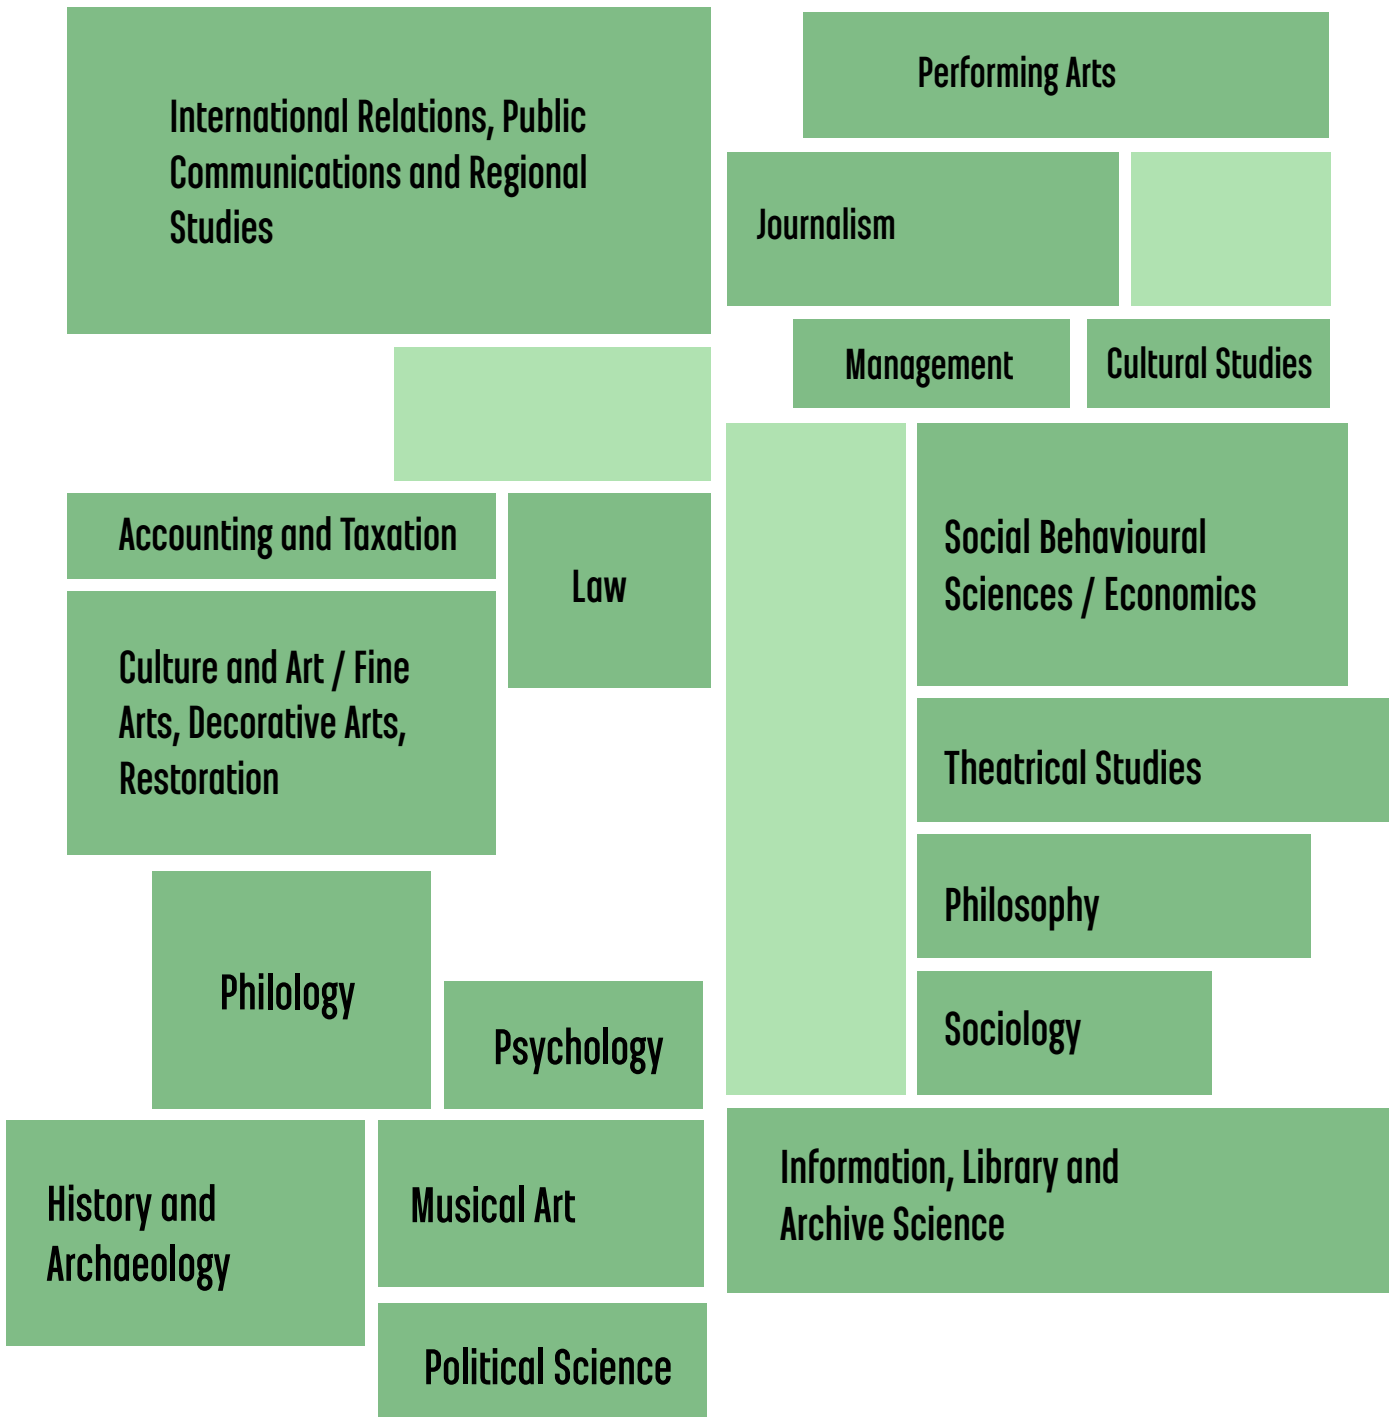 International Relations, Public
Communications and Regional
Studies
Performing Arts
Journalism
Management
Cultural Studies
Accounting and Taxation
Law
Social Behavioural
Sciences / Economics
Culture and Art / Fine
Arts, Decorative Arts,
Restoration
Theatrical Studies
Philosophy
Philology
Psychology
Sociology
History and
Archaeology
Musical Art
Information, Library and
Archive Science
Political Science